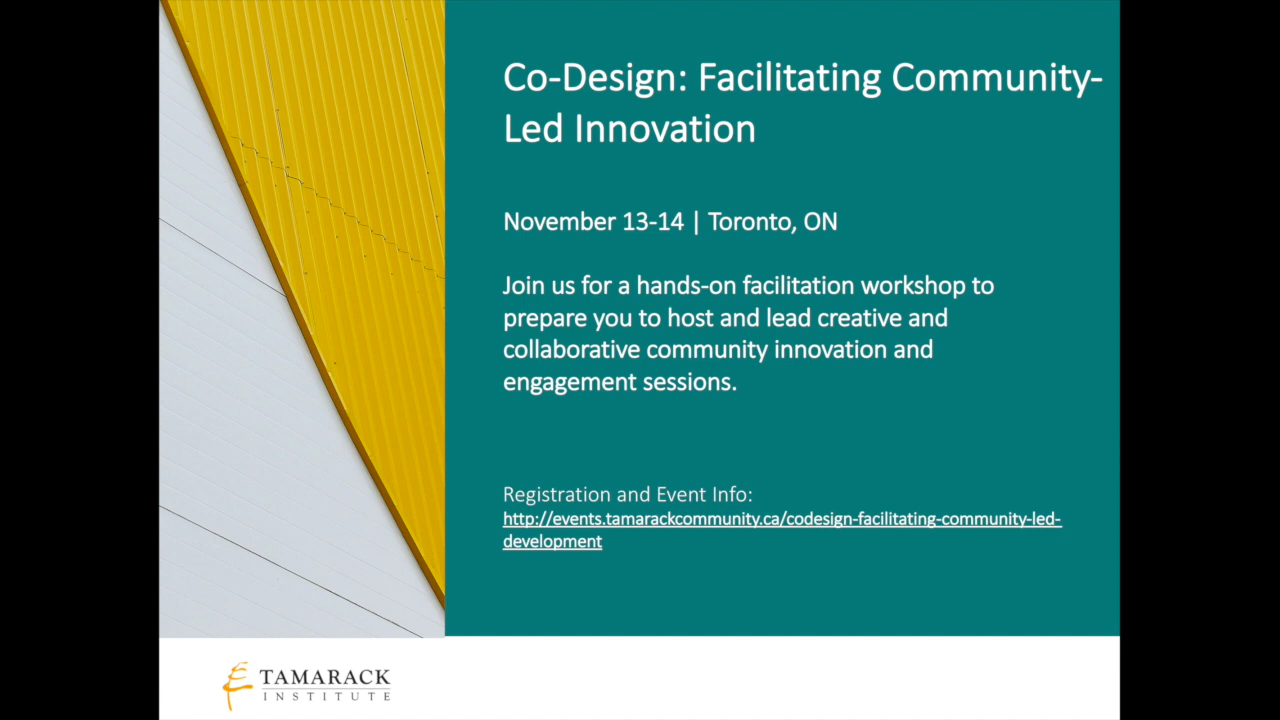 Co-Design: Facilitating Community-
Led Innovation
November 13-14 | Toronto, ON
Join us for a hands-on facilitation workshop to
prepare you to host and lead creative and
collaborative community innovation and
engagement sessions.
Registration and Event Info:
http://events.tamarackcommunity.ca/codesign-facilitating-community-led-
development
TAMARACK
INSTITUTE